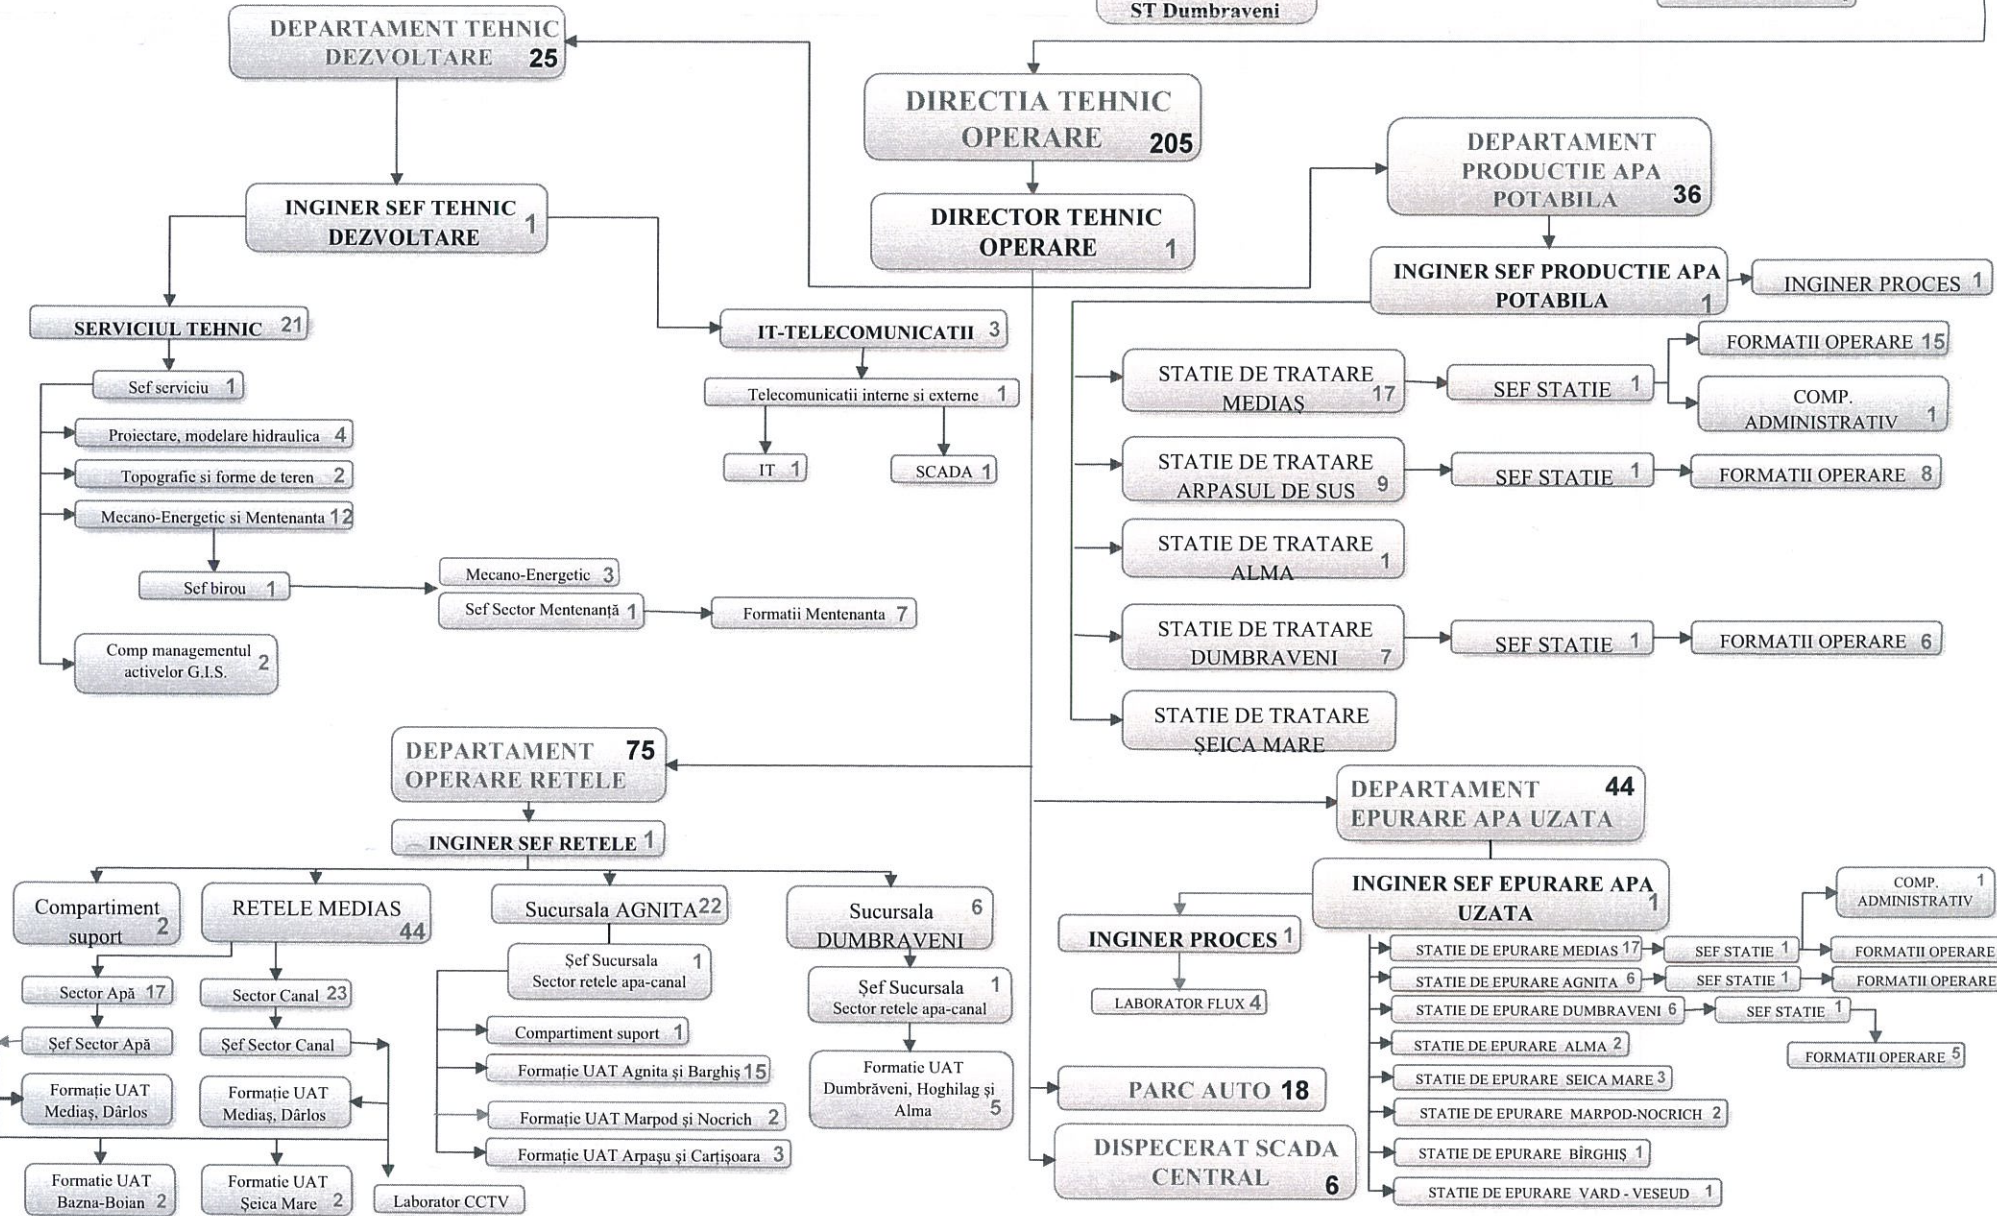 ST Dumbraveni
DEPARTAMENT TEHNIC
DEZVOLTARE 25
DIRECTIA TEHNIC
OPERARE 205
DEPARTAMENT
PRODUCTIE APA
POTABILA 36
INGINER SEF TEHNIC
DEZVOLTARE 1
DIRECTOR TEHNIC
OPERARE 1
INGINER SEF PRODUCTIE APA
POTABILA 1
INGINER PROCES 1
SERVICIUL TEHNIC 21
Sef serviciu 1
Proiectare, modelare hidraulica 4
Topografie si forme de teren 2
Mecano-Energetic si Mentenanta 12
Sef birou 1
Mecano-Energetic 3
Sef Sector Mentenanță 1
Formatii Mentenanta 7
Comp managementul
activelor G.I.S. 2
IT-TELECOMUNICATII 3
Telecomunicatii interne si externe 1
IT 1
SCADA 1
STATIE DE TRATARE
MEDIAȘ 17
SEF STATIE 1
FORMATII OPERARE 15
COMP.
ADMINISTRATIV 1
STATIE DE TRATARE
ARPASUL DE SUS 9
SEF STATIE 1
FORMATII OPERARE 8
STATIE DE TRATARE
ALMA 1
STATIE DE TRATARE
DUMBRAVENI 7
SEF STATIE 1
FORMATII OPERARE 6
STATIE DE TRATARE
ȘEICA MARE
DEPARTAMENT 75
OPERARE RETELE
INGINER SEF RETELE 1
Compartiment
suport 2
RETELE MEDIAS
44
Sucursala AGNITA 22
Sucursala 6
DUMBRAVENI
Sector Apă 17
Sector Canal 23
Șef Sector Apă
Șef Sector Canal
Formație UAT
Mediaș, Dârlos
Formație UAT
Mediaș, Dârlos
Formatie UAT
Bazna-Boian 2
Formatie UAT
Șeica Mare 2
Laborator CCTV
Șef Sucursala 1
Sector retele apa-canal
Compartiment suport 1
Formație UAT Agnita și Barghiș 15
Formație UAT Marpod și Nocrich 2
Formație UAT Arpașu și Carțișoara 3
Șef Sucursala 1
Sector retele apa-canal
Formatie UAT
Dumbrăveni, Hoghilag și
Alma 5
DEPARTAMENT 44
EPURARE APA UZATA
INGINER SEF EPURARE APA
UZATA 1
INGINER PROCES 1
LABORATOR FLUX 4
PARC AUTO 18
DISPECERAT SCADA
CENTRAL 6
STATIE DE EPURARE MEDIAS 17
SEF STATIE 1
COMP. 1
ADMINISTRATIV
FORMATII OPERARE
STATIE DE EPURARE AGNITA 6
SEF STATIE 1
FORMATII OPERARE
STATIE DE EPURARE DUMBRAVENI 6
SEF STATIE 1
FORMATII OPERARE 5
STATIE DE EPURARE ALMA 2
STATIE DE EPURARE SEICA MARE 3
STATIE DE EPURARE MARPOD-NOCRICH 2
STATIE DE EPURARE BÎRGHIȘ 1
STATIE DE EPURARE VARD - VESEUD 1